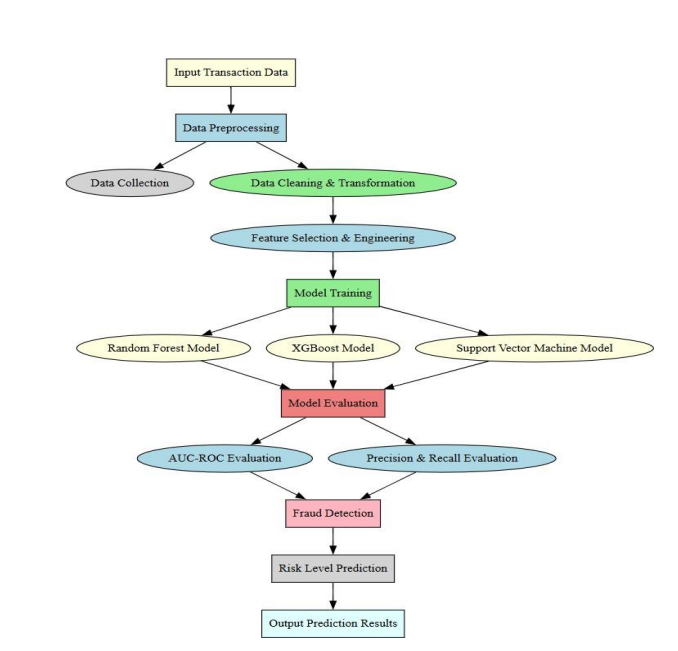 Input Transaction Data
Data Preprocessing
Data Collection
Data Cleaning & Transformation
Feature Selection & Engineering
Model Training
Random Forest Model
XGBoost Model
Support Vector Machine Model
Model Evaluation
AUC-ROC Evaluation
Precision & Recall Evaluation
Fraud Detection
Risk Level Prediction
Output Prediction Results